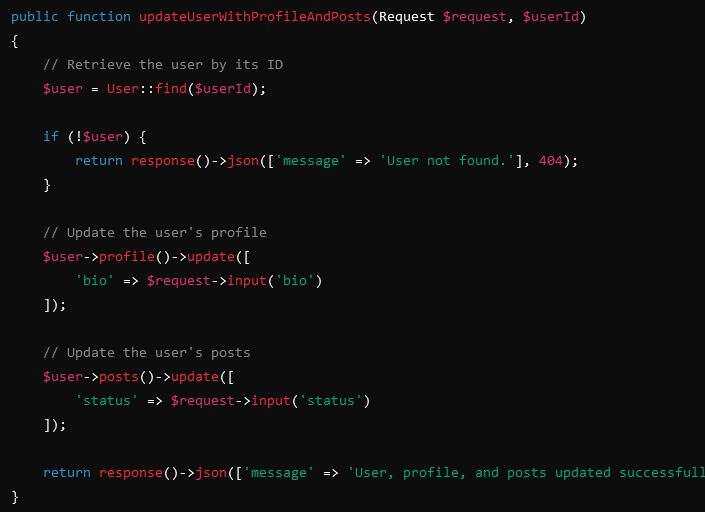 public function updateUserWithProfileAndPosts(Request $request, $userId)
{
    // Retrieve the user by its ID
    $user = User::find($userId);

    if (!$user) {
        return response()->json(['message' => 'User not found.'], 404);
    }

    // Update the user's profile
    $user->profile()->update([
        'bio' => $request->input('bio')
    ]);

    // Update the user's posts
    $user->posts()->update([
        'status' => $request->input('status')
    ]);

    return response()->json(['message' => 'User, profile, and posts updated successfull
}